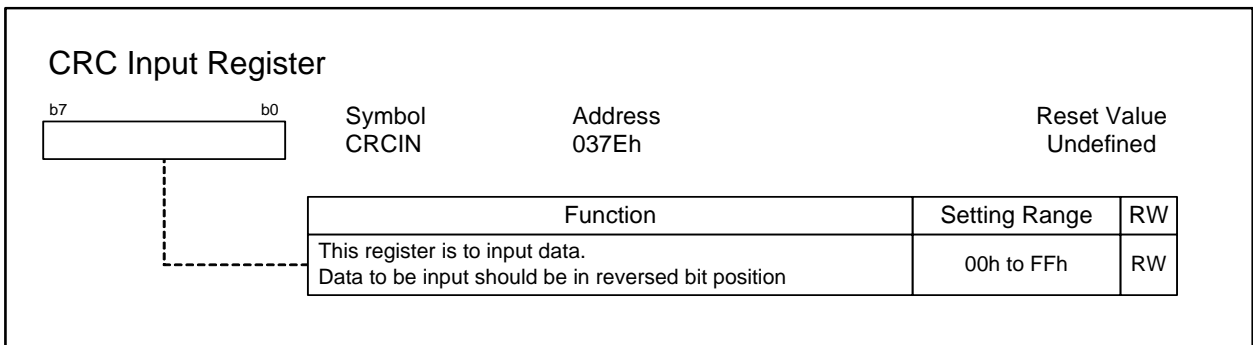 CRC Input Register
b7 b0 Symbol Address Reset Value
CRCIN 037Eh Undefined
Function Setting Range RW
This register is to input data.
Data to be input should be in reversed bit position
00h to FFh RW